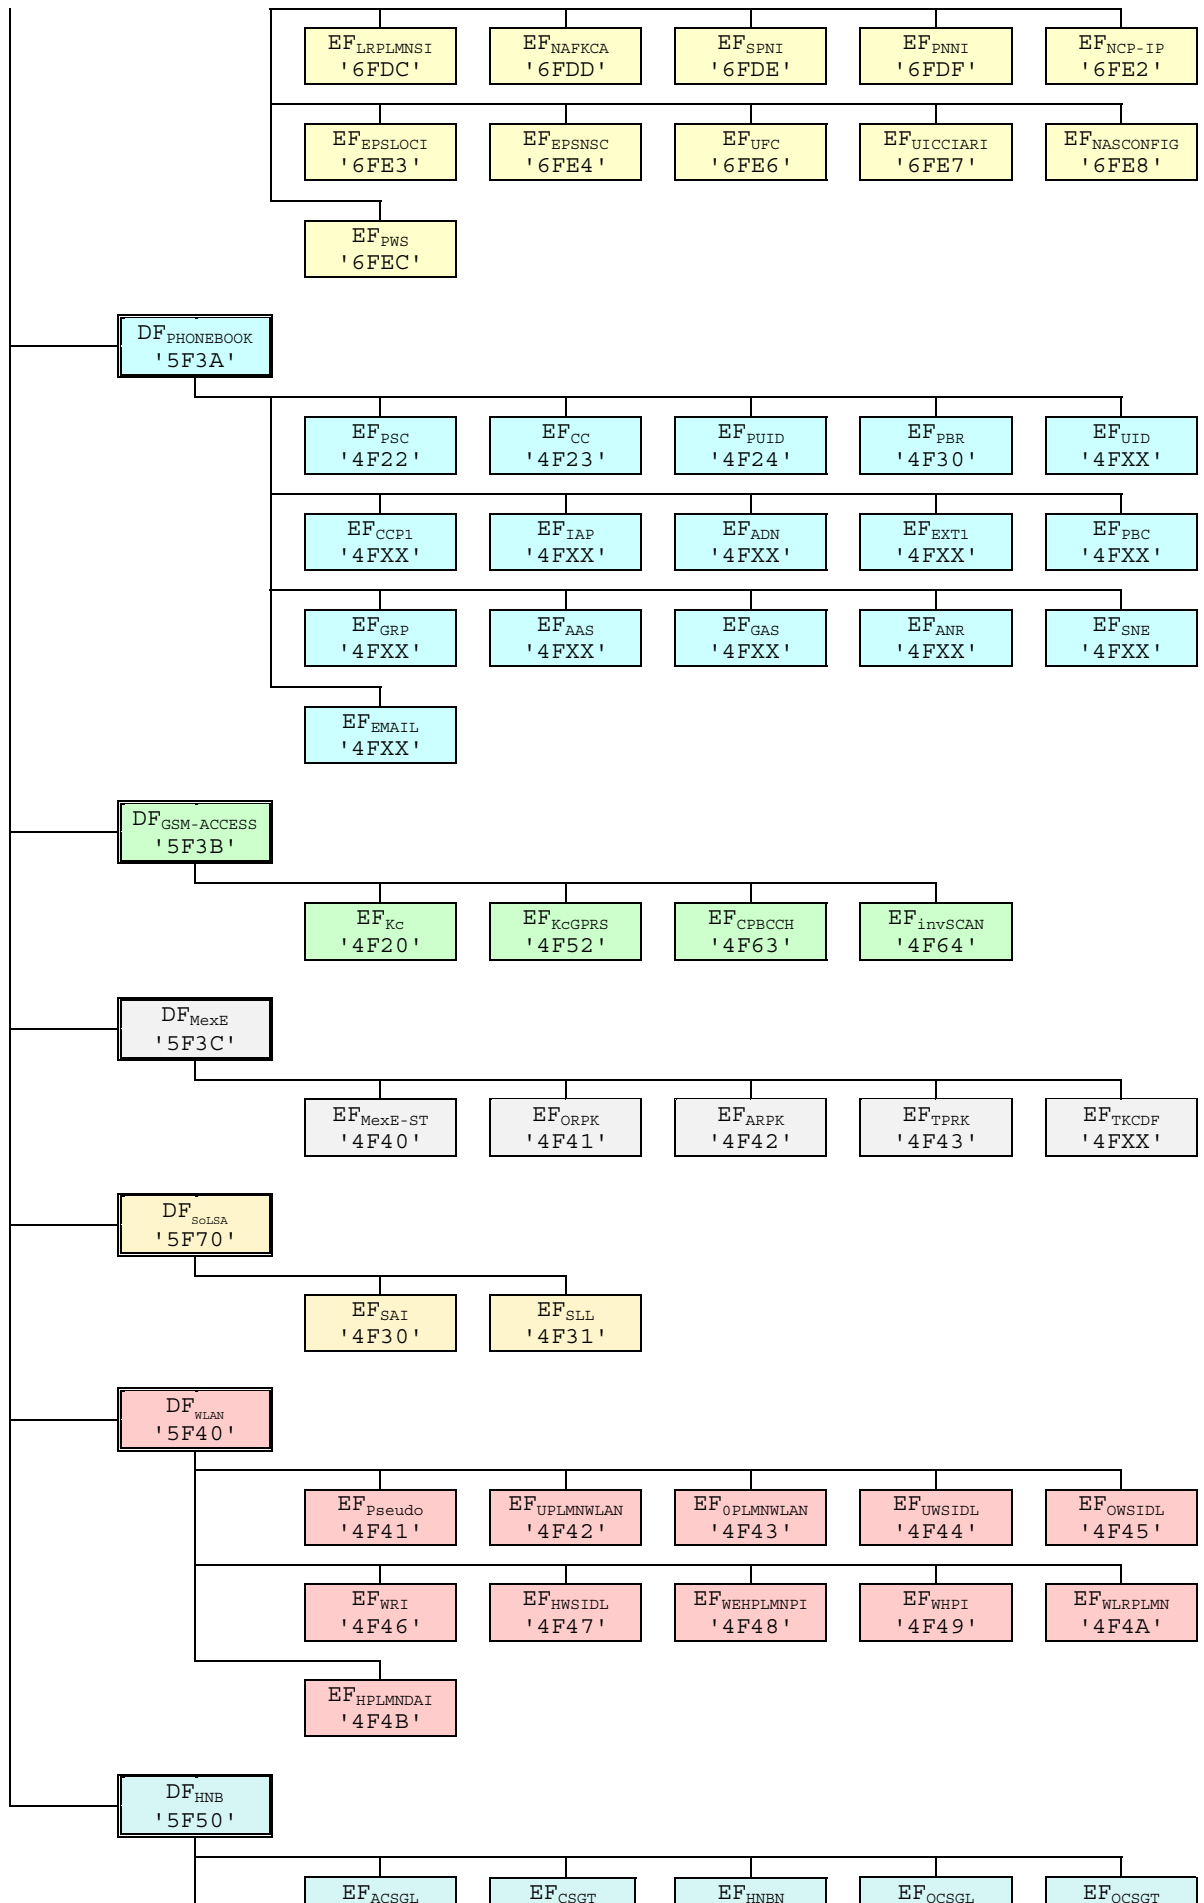 EFLRPLMNSI EFNAFKCA EFSPNI EFPNNI EFNCP-IP
'6FDC' '6FDD' '6FDE' '6FDF' '6FE2'
EFEPSLOCI EFEPSNSC EFUFC EFUICCIARI EFNASCONFIG
'6FE3' '6FE4' '6FE6' '6FE7' '6FE8'
EFPWS
'6FEC'
DFPHONEBOOK
'5F3A'
EFPSC EFCC EFPUID EFPBR EFUID
'4F22' '4F23' '4F24' '4F30' '4FXX'
EFCCP1 EFIAP EFADN EFEXT1 EFPBC
'4FXX' '4FXX' '4FXX' '4FXX' '4FXX'
EFGRP EFAAS EFGAS EFANR EFSNE
'4FXX' '4FXX' '4FXX' '4FXX' '4FXX'
EFEMAIL
'4FXX'
DFGSM-ACCESS
'5F3B'
EFKc EFKcGPRS EFCPBCCH EFinvSCAN
'4F20' '4F52' '4F63' '4F64'
DFMexE
'5F3C'
EFMexE-ST EFORPK EFARPK EFTPRK EFTKCDF
'4F40' '4F41' '4F42' '4F43' '4FXX'
DFSoLSA
'5F70'
EFSAI EFSLL
'4F30' '4F31'
DFWLAN
'5F40'
EFPseudo EFUPLMNWLAN EF0PLMNWLAN EFUWSIDL EFOWSIDL
'4F41' '4F42' '4F43' '4F44' '4F45'
EFWRI EFHWSIDL EFWEHPLMNPI EFWHPI EFWLRPLMN
'4F46' '4F47' '4F48' '4F49' '4F4A'
EFHPLMNDAI
'4F4B'
DFHNB
'5F50'
EFACSGL EFCSGT EFHNBN EFOCSGL EFOCSGT